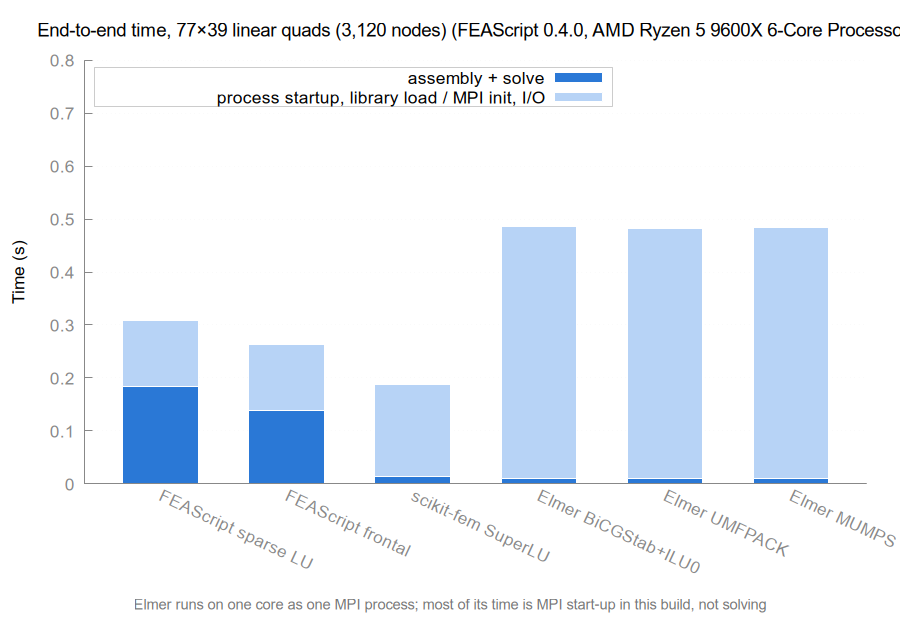 End-to-end time, 77×39 linear quads (3,120 nodes) (FEAScript 0.4.0, AMD Ryzen 5 9600X 6-Core Processo
0.8
assembly + solve
process startup, library load / MPI init, I/O
0.7
0.6
0.5
0.4
0.3
0.2
0.1
0
Time (s)
FEAScript sparse LU
FEAScript frontal
scikit-fem SuperLU
Elmer BiCGStab+ILU0
Elmer UMFPACK
Elmer MUMPS
Elmer runs on one core as one MPI process; most of its time is MPI start-up in this build, not solving